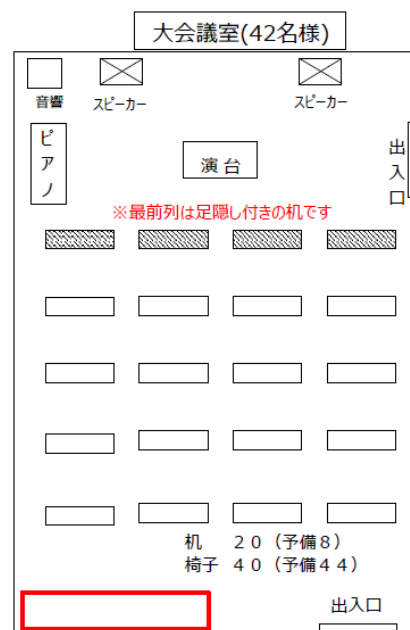 大会議室(42名様)
音響
スピーカー
スピーカー
ピアノ
演台
出入口
※最前列は足隠し付きの机です
机 20(予備8)
椅子 40(予備44)
出入口